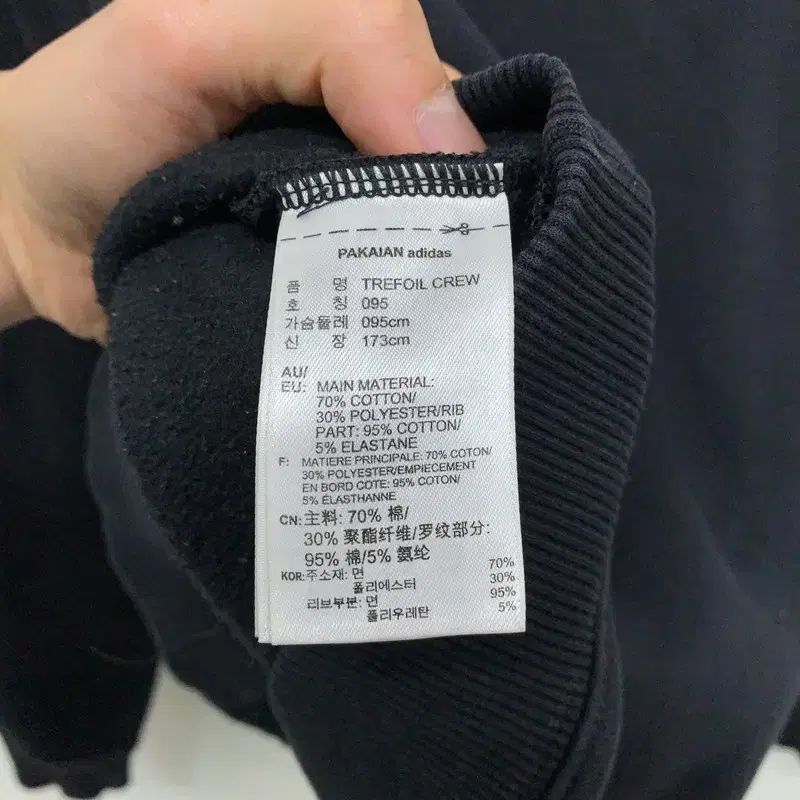 PAKAIAN adidas
품 명 TREFOIL CREW
호 칭 095
가슴둘레 095cm
신 장 173cm
AU/
EU: MAIN MATERIAL:
70% COTTON/
30% POLYESTER/RIB
PART: 95% COTTON/
5% ELASTANE
F: MATIERE PRINCIPALE: 70% COTON/
30% POLYESTER/EMPIECEMENT
EN BORD COTE: 95% COTON/
5% ÉLASTHANNE
CN: 主料: 70% 棉/
30% 聚酯纤维/罗纹部分:
95% 棉/5% 氨纶
KOR: 주소재: 면 70%
폴리에스터 30%
리브부분: 면 95%
폴리우레탄 5%